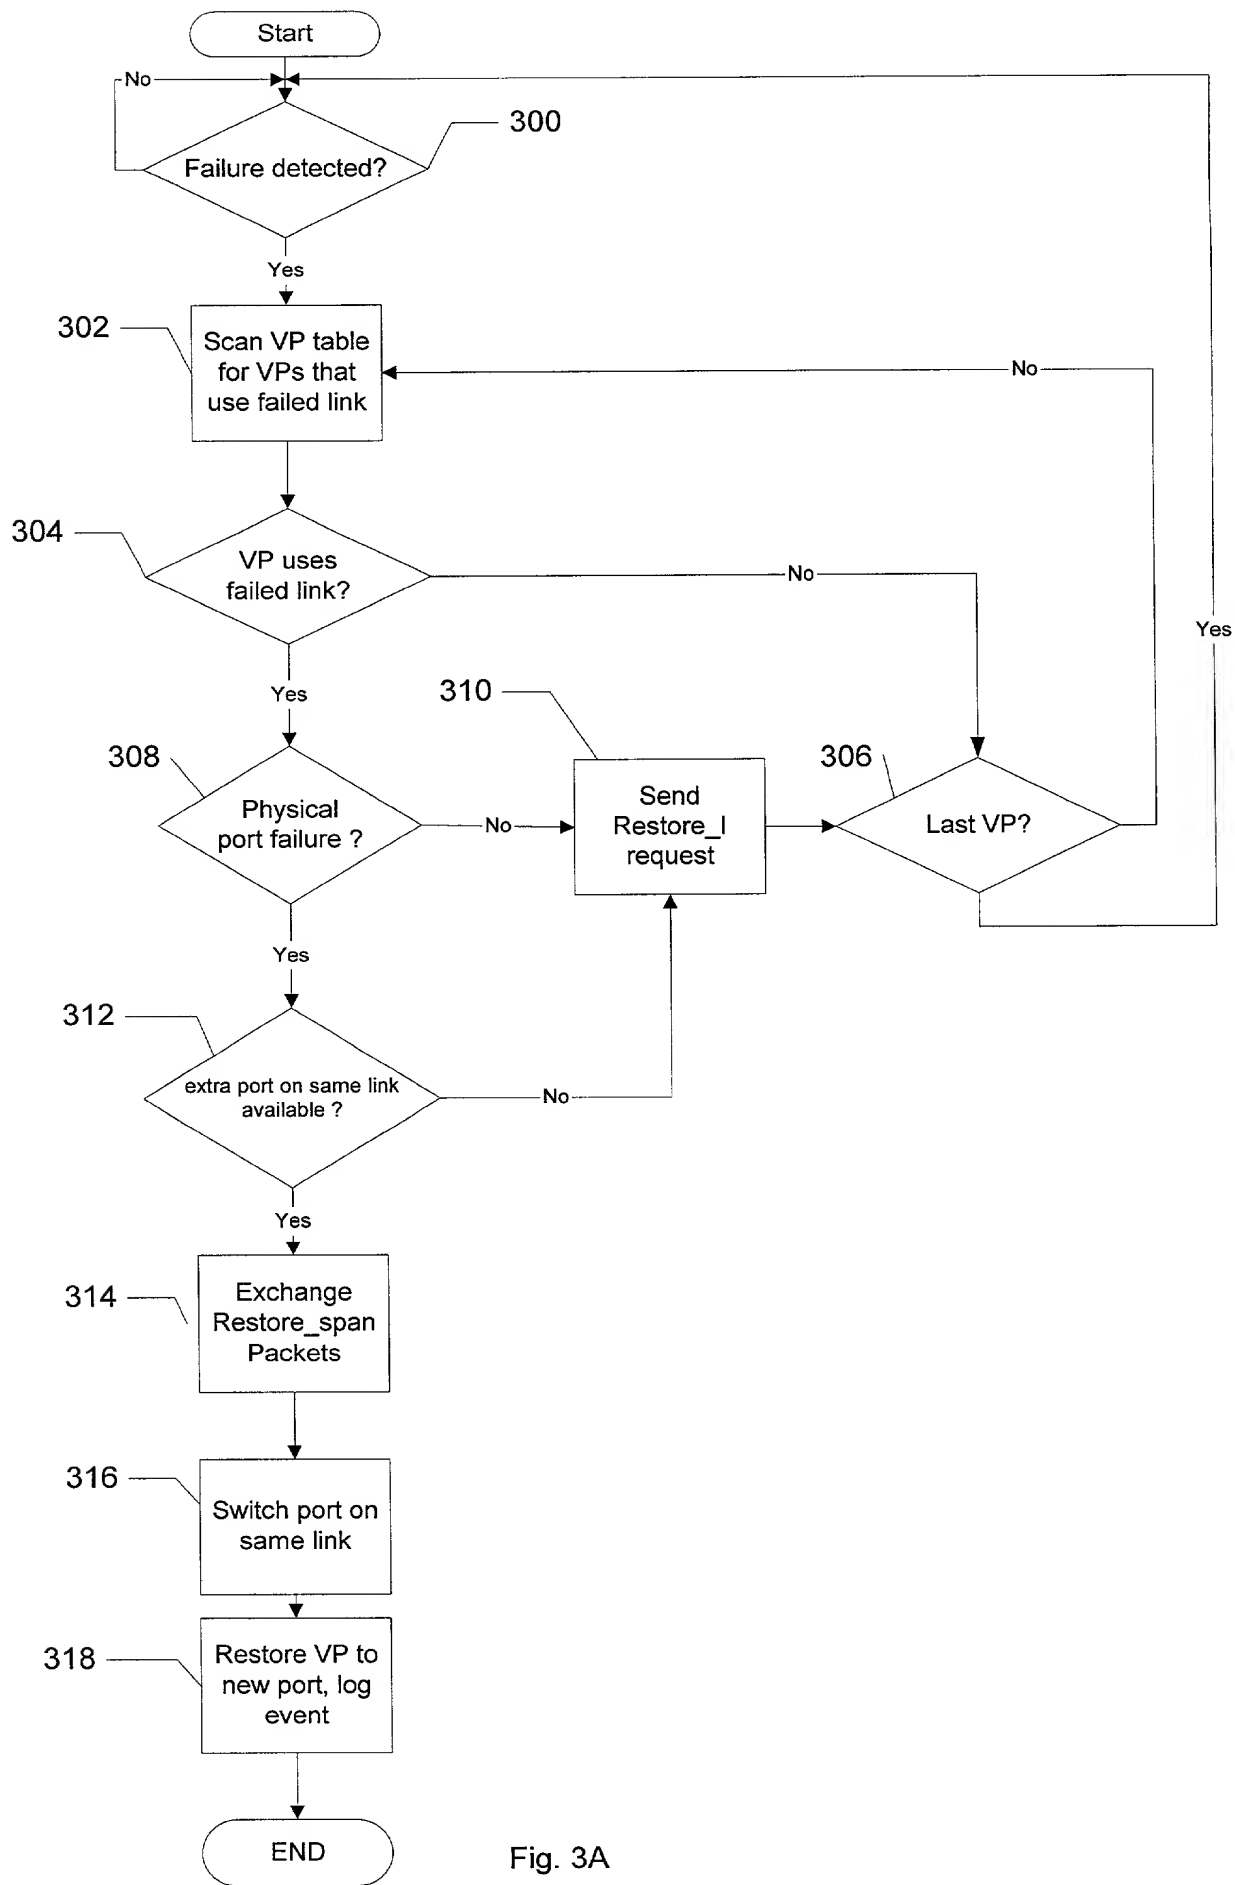 Start
No
300
Failure detected?
Yes
302
Scan VP table
for VPs that
use failed link
No
304
VP uses
failed link?
No
Yes
Yes
310
308
306
Physical
port failure ?
No
Send
Restore_I
request
Last VP?
Yes
312
extra port on same link
available ?
No
Yes
314
Exchange
Restore_span
Packets
316
Switch port on
same link
318
Restore VP to
new port, log
event
END
Fig. 3A